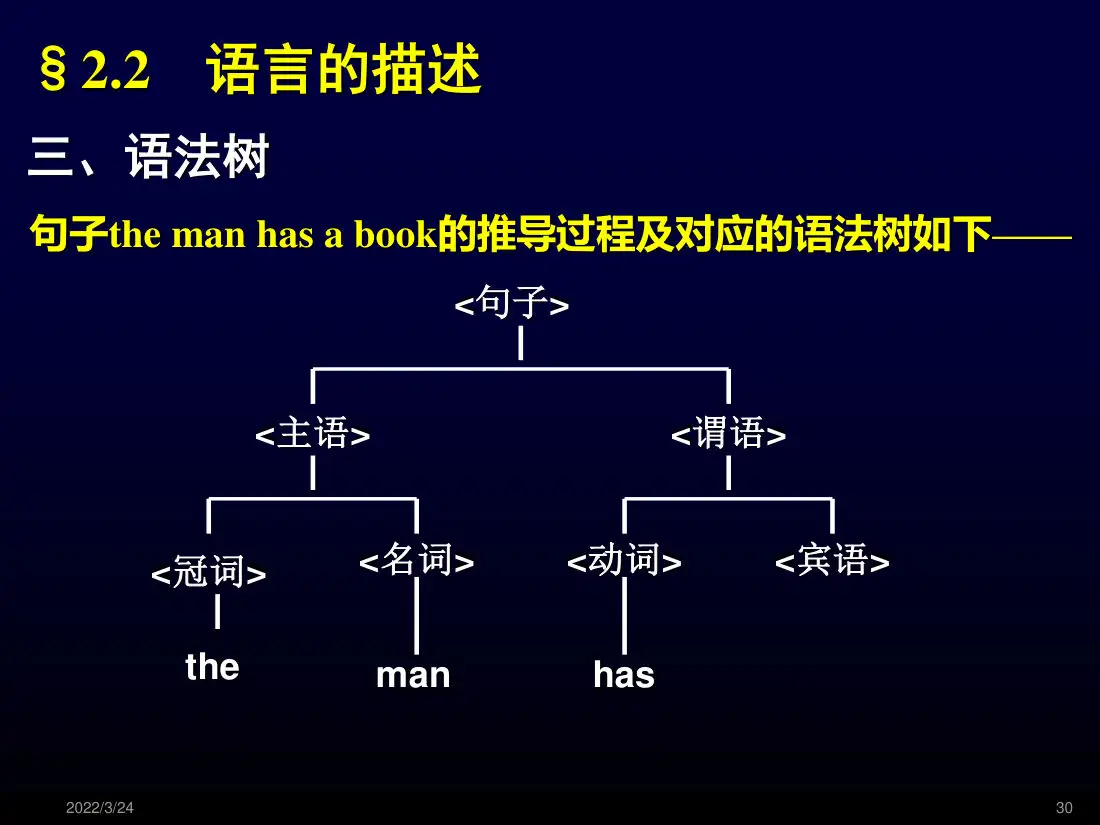 §2.2 语言的描述
三、语法树
句子the man has a book的推导过程及对应的语法树如下——
<句子>
<主语> <谓语>
<冠词> <名词> <动词> <宾语>
the man has
2022/3/24 30